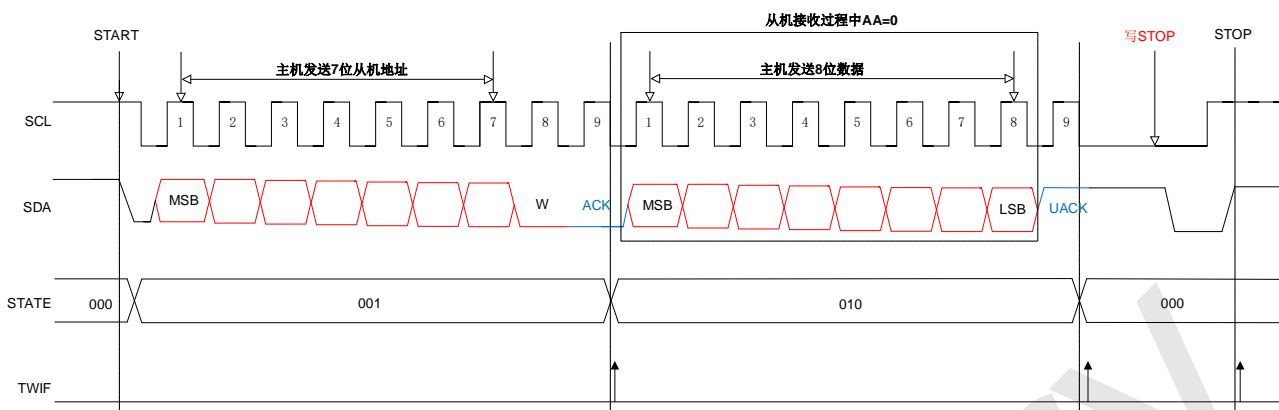 从机接收过程中AA=0
START
写STOP
STOP
主机发送7位从机地址
主机发送8位数据
SCL
1 2 3 4 5 6 7 8 9 1 2 3 4 5 6 7 8 9
SDA
MSB
W
ACK
MSB
LSB
UACK
STATE
000
001
010
000
TWIF